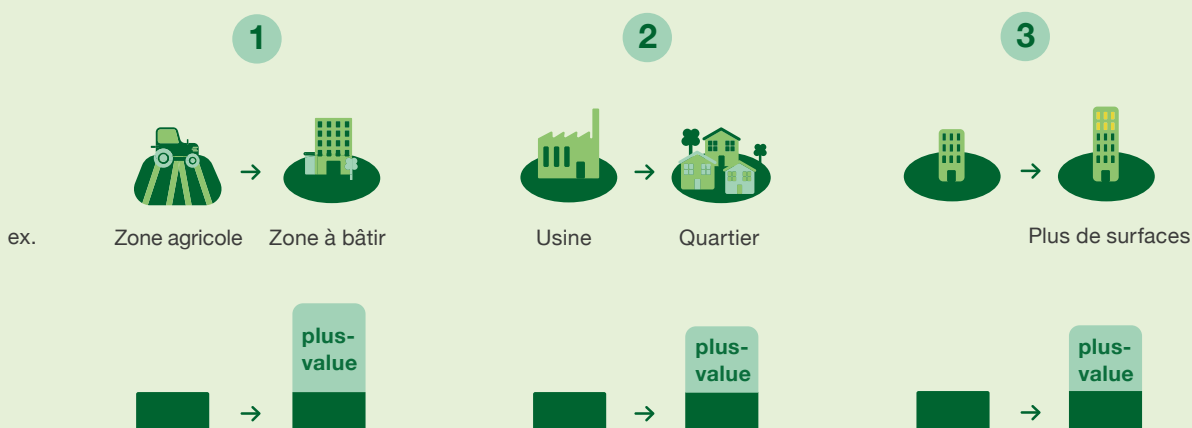 1
2
3
ex.
Zone agricole
Zone à bâtir
Usine
Quartier
Plus de surfaces
plus-
value
plus-
value
plus-
value